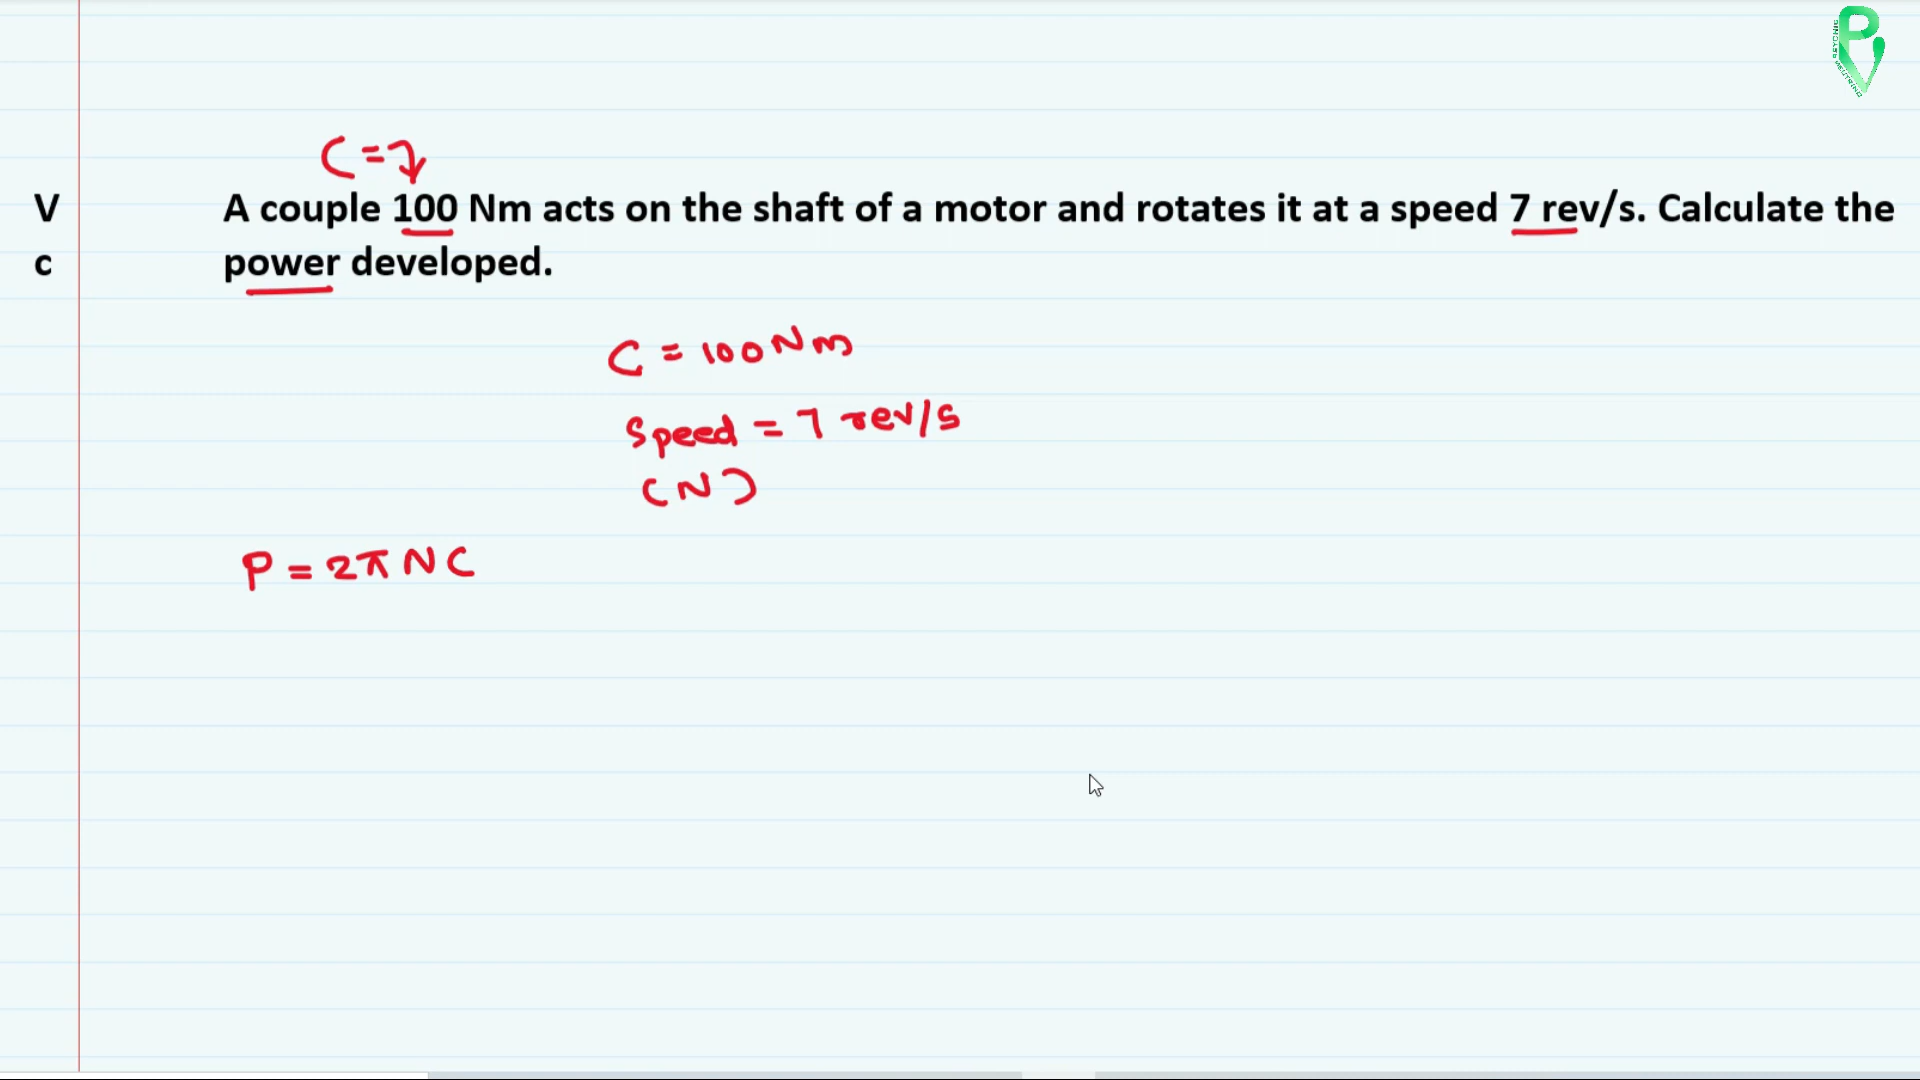 C = 
V A couple 100 Nm acts on the shaft of a motor and rotates it at a speed 7 rev/s. Calculate the
c power developed.
C = 100 Nm
Speed = 7 rev/s
(N)
P = 2π N C